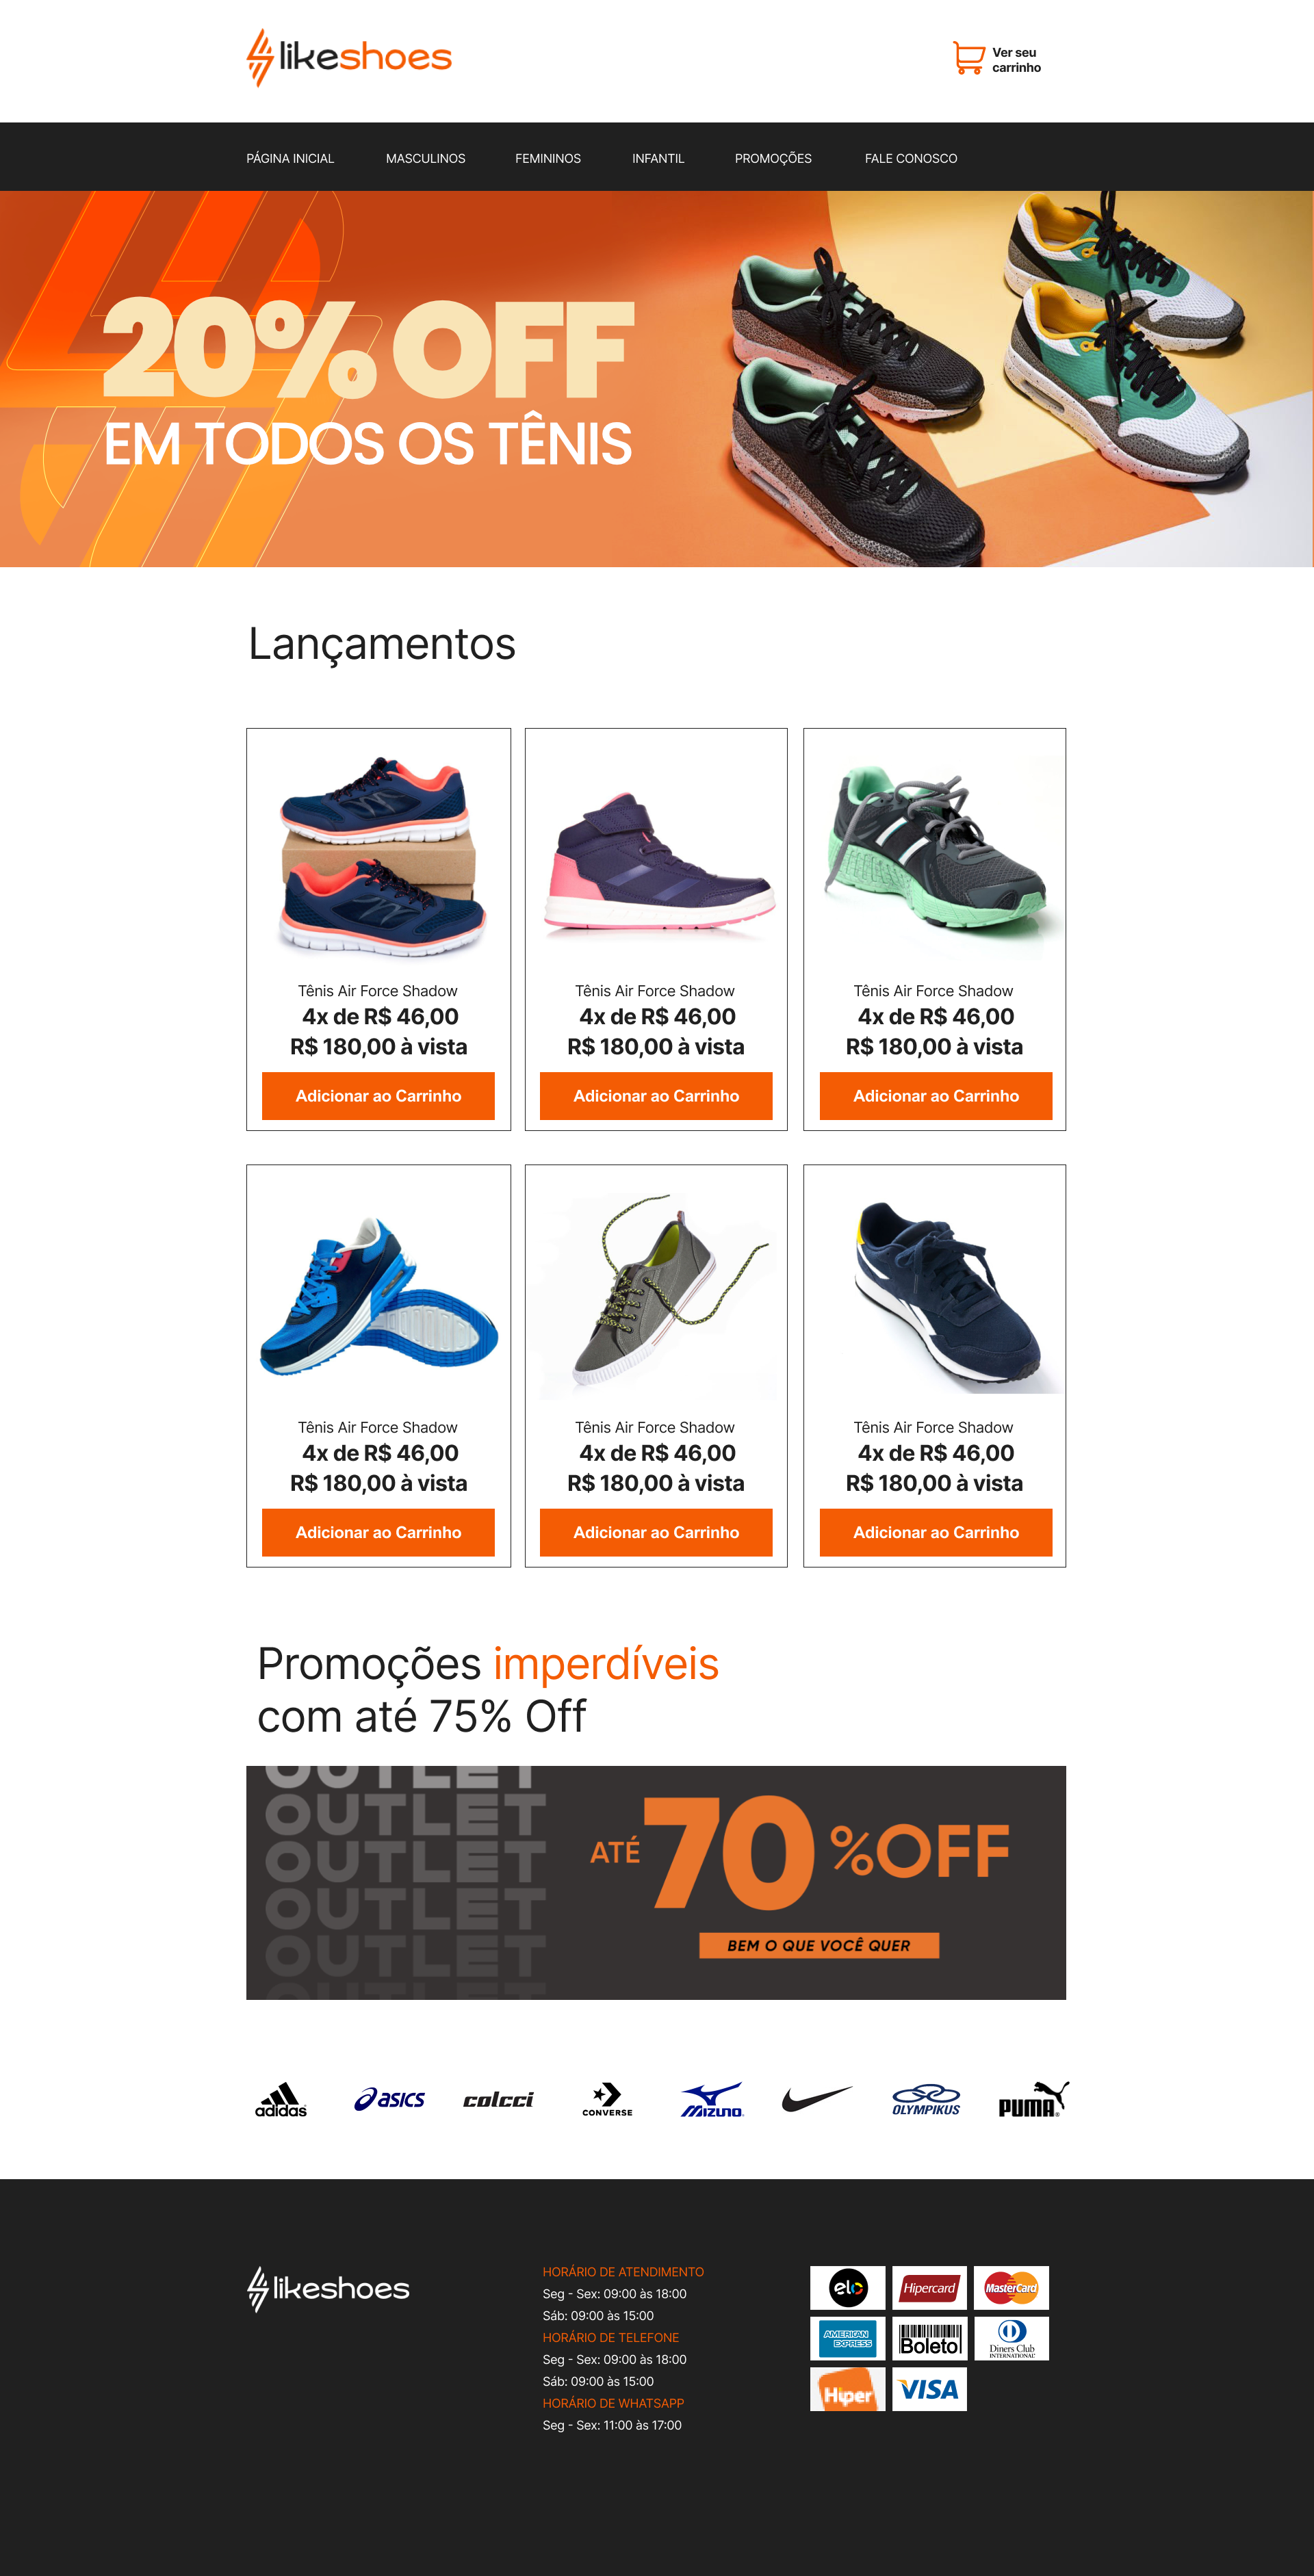 likeshoes
Ver seu
carrinho
PÁGINA INICIAL MASCULINOS FEMININOS INFANTIL PROMOÇÕES FALE CONOSCO
20% OFF
EM TODOS OS TÊNIS
Lançamentos
Tênis Air Force Shadow
4x de R$ 46,00
R$ 180,00 à vista
Adicionar ao Carrinho
Tênis Air Force Shadow
4x de R$ 46,00
R$ 180,00 à vista
Adicionar ao Carrinho
Tênis Air Force Shadow
4x de R$ 46,00
R$ 180,00 à vista
Adicionar ao Carrinho
Tênis Air Force Shadow
4x de R$ 46,00
R$ 180,00 à vista
Adicionar ao Carrinho
Tênis Air Force Shadow
4x de R$ 46,00
R$ 180,00 à vista
Adicionar ao Carrinho
Tênis Air Force Shadow
4x de R$ 46,00
R$ 180,00 à vista
Adicionar ao Carrinho
Promoções imperdíveis
com até 75% Off
OUTLET
OUTLET
OUTLET
OUTLET
OUTLET
OUTLET
ATÉ 70 %OFF
BEM O QUE VOCÊ QUER
adidas asics colcci CONVERSE MIZUNO OLYMPIKUS PUMA
likeshoes
HORÁRIO DE ATENDIMENTO
Seg - Sex: 09:00 às 18:00
Sáb: 09:00 às 15:00
HORÁRIO DE TELEFONE
Seg - Sex: 09:00 às 18:00
Sáb: 09:00 às 15:00
HORÁRIO DE WHATSAPP
Seg - Sex: 11:00 às 17:00
elo Hipercard MasterCard
AMERICAN
EXPRESS
Boleto
Diners Club
INTERNATIONAL
Hiper VISA